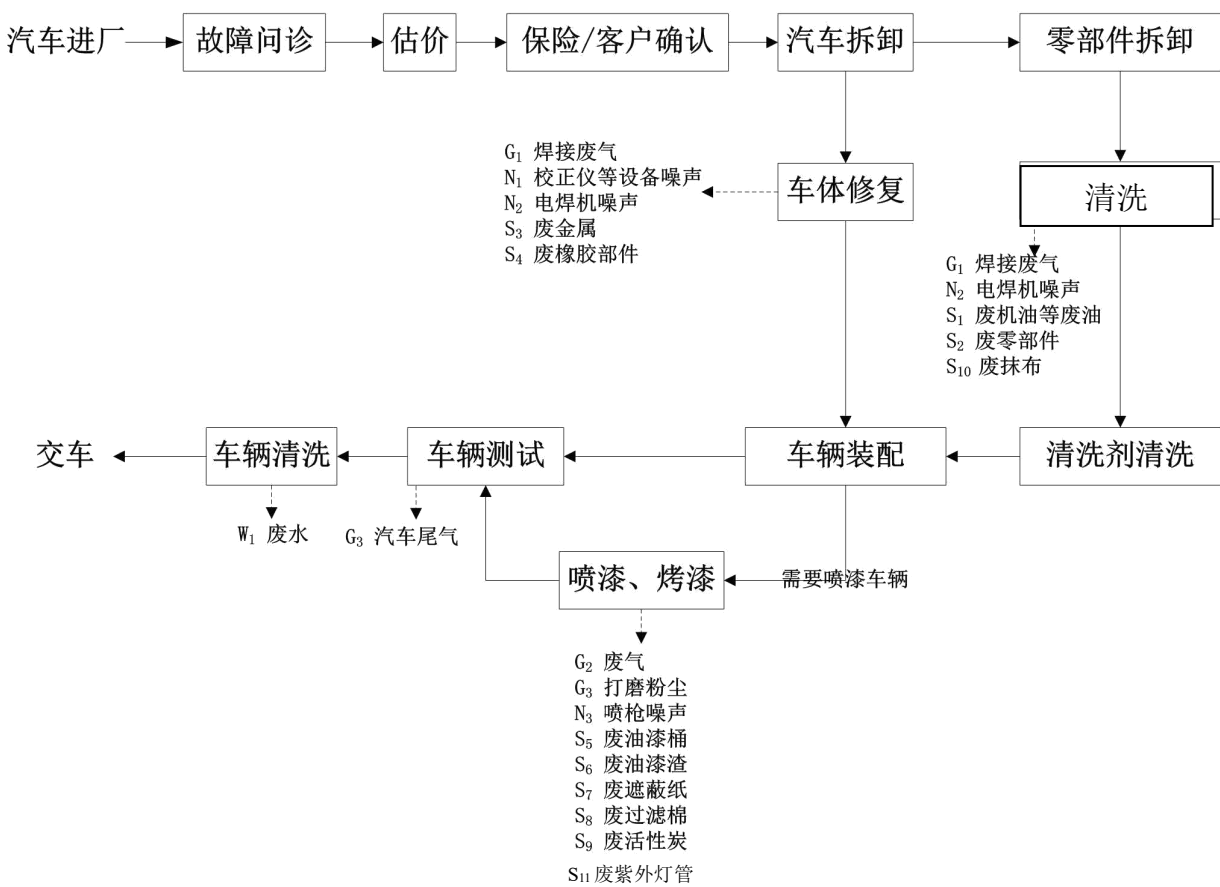 汽车进厂
故障问诊
估价
保险/客户确认
汽车拆卸
零部件拆卸
G₁ 焊接废气
N₁ 校正仪等设备噪声
N₂ 电焊机噪声
S₃ 废金属
S₄ 废橡胶部件
车体修复
清洗
G₁ 焊接废气
N₂ 电焊机噪声
S₁ 废机油等废油
S₂ 废零部件
S₁₀ 废抹布
交车
车辆清洗
车辆测试
车辆装配
清洗剂清洗
W₁ 废水
G₃ 汽车尾气
喷漆、烤漆
需要喷漆车辆
G₂ 废气
G₃ 打磨粉尘
N₃ 喷枪噪声
S₅ 废油漆桶
S₆ 废油漆渣
S₇ 废遮蔽纸
S₈ 废过滤棉
S₉ 废活性炭
S₁₁ 废紫外灯管